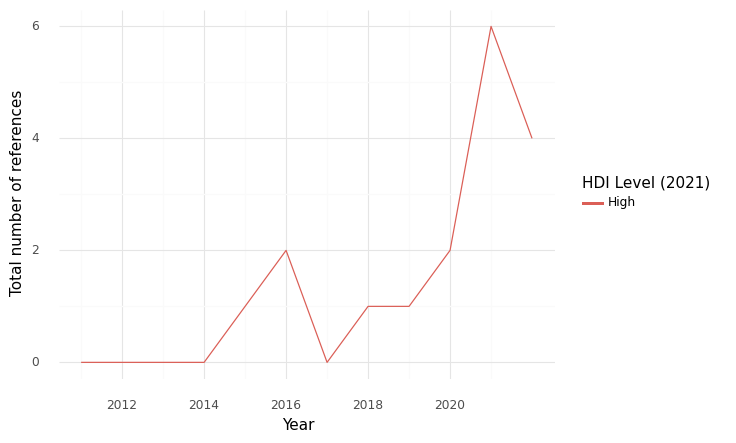 6
4
2
0
Total number of references
2012 2014 2016 2018 2020
Year
HDI Level (2021)
High